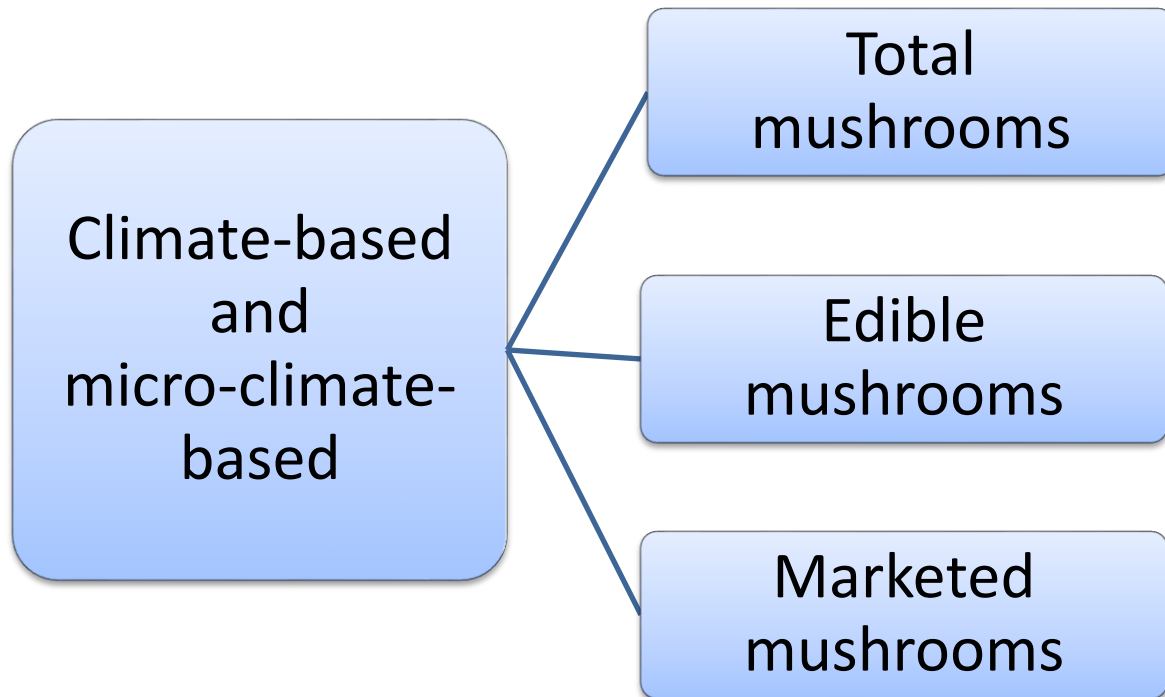 Climate-based
and
micro-climate-
based
Total
mushrooms
Edible
mushrooms
Marketed
mushrooms